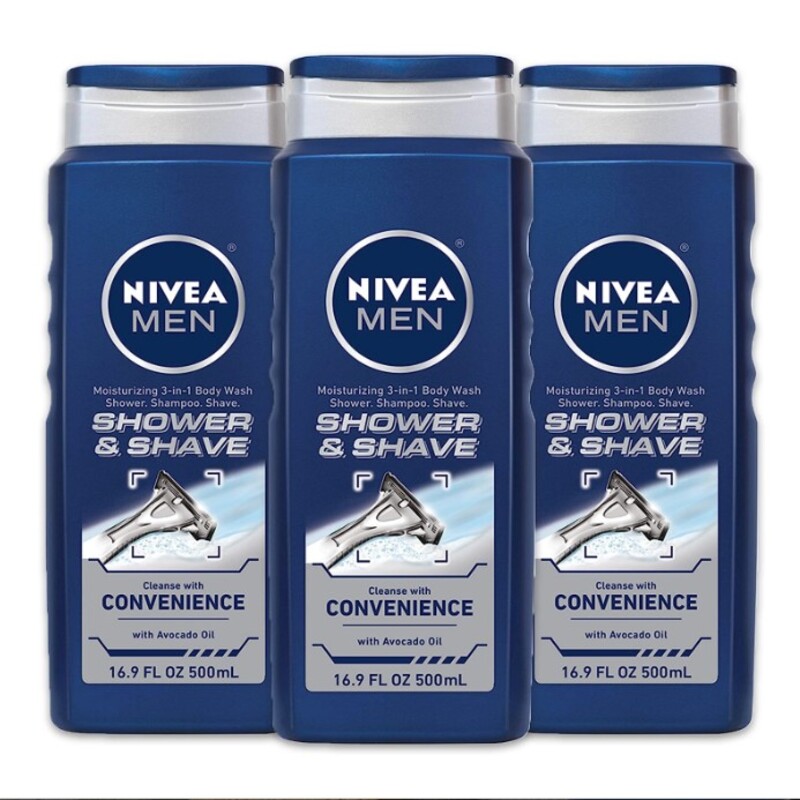 NIVEA
MEN
®
Moisturizing 3-in-1 Body Wash
Shower. Shampoo. Shave.
SHOWER
& SHAVE
Cleanse with
CONVENIENCE
with Avocado Oil
16.9 FL OZ 500mL
NIVEA
MEN
®
Moisturizing 3-in-1 Body Wash
Shower. Shampoo. Shave.
SHOWER
& SHAVE
Cleanse with
CONVENIENCE
with Avocado Oil
16.9 FL OZ 500mL
NIVEA
MEN
®
Moisturizing 3-in-1 Body Wash
Shower. Shampoo. Shave.
SHOWER
& SHAVE
Cleanse with
CONVENIENCE
with Avocado Oil
16.9 FL OZ 500mL